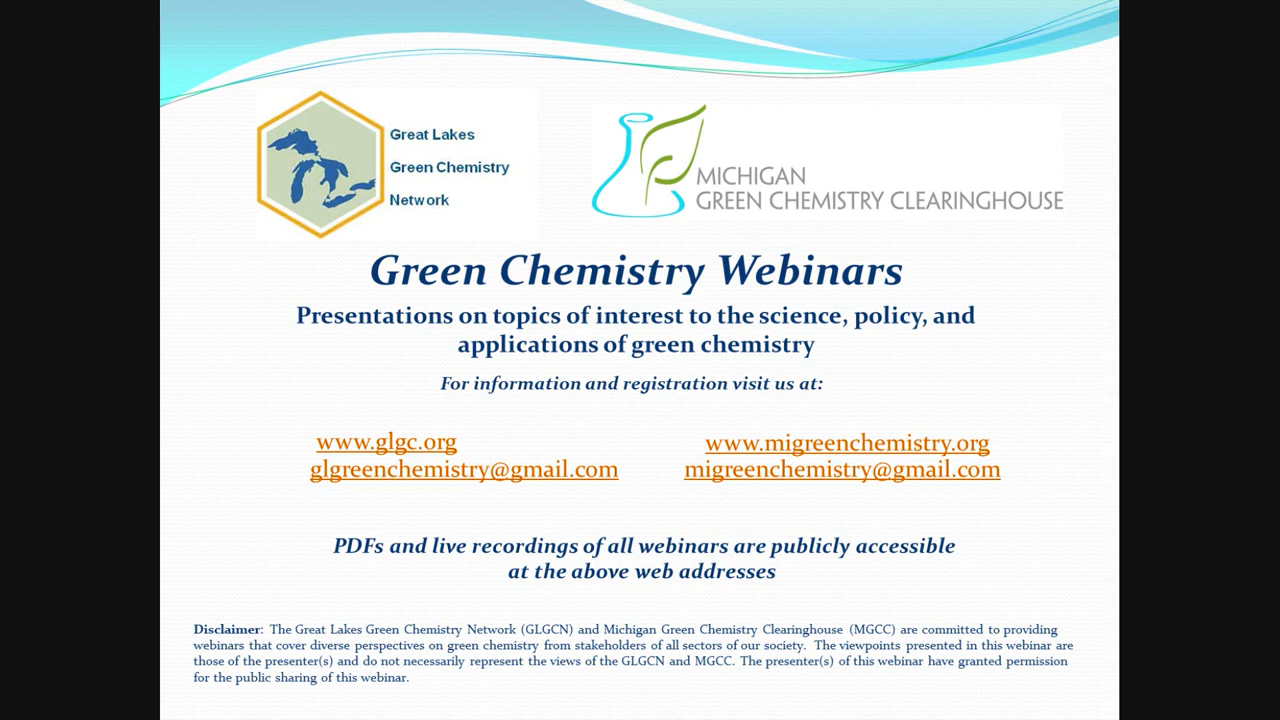 Great Lakes
Green Chemistry
Network
MICHIGAN
GREEN CHEMISTRY CLEARINGHOUSE
Green Chemistry Webinars
Presentations on topics of interest to the science, policy, and
applications of green chemistry
For information and registration visit us at:
www.glgc.org
glgreenchemistry@gmail.com
www.migreenchemistry.org
migreenchemistry@gmail.com
PDFs and live recordings of all webinars are publicly accessible
at the above web addresses
Disclaimer: The Great Lakes Green Chemistry Network (GLGCN) and Michigan Green Chemistry Clearinghouse (MGCC) are committed to providing
webinars that cover diverse perspectives on green chemistry from stakeholders of all sectors of our society. The viewpoints presented in this webinar are
those of the presenter(s) and do not necessarily represent the views of the GLGCN and MGCC. The presenter(s) of this webinar have granted permission
for the public sharing of this webinar.